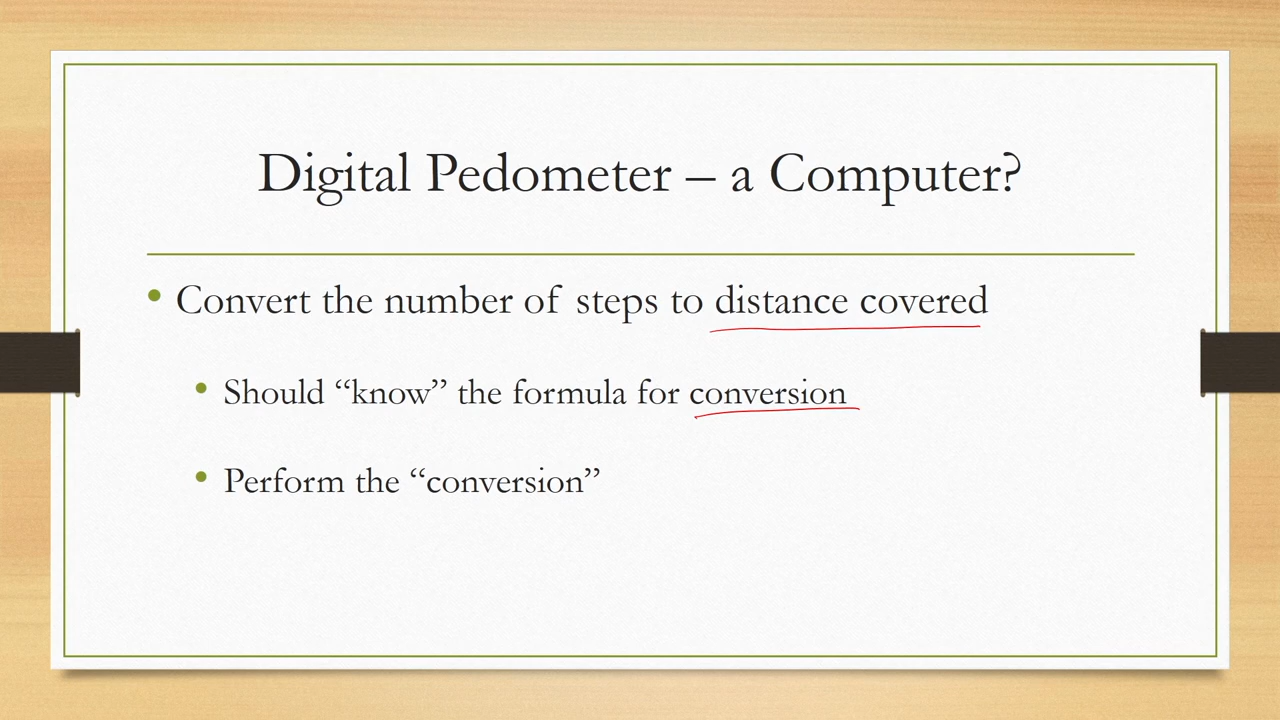 Digital Pedometer – a Computer?
• Convert the number of steps to distance covered
• Should “know” the formula for conversion
• Perform the “conversion”